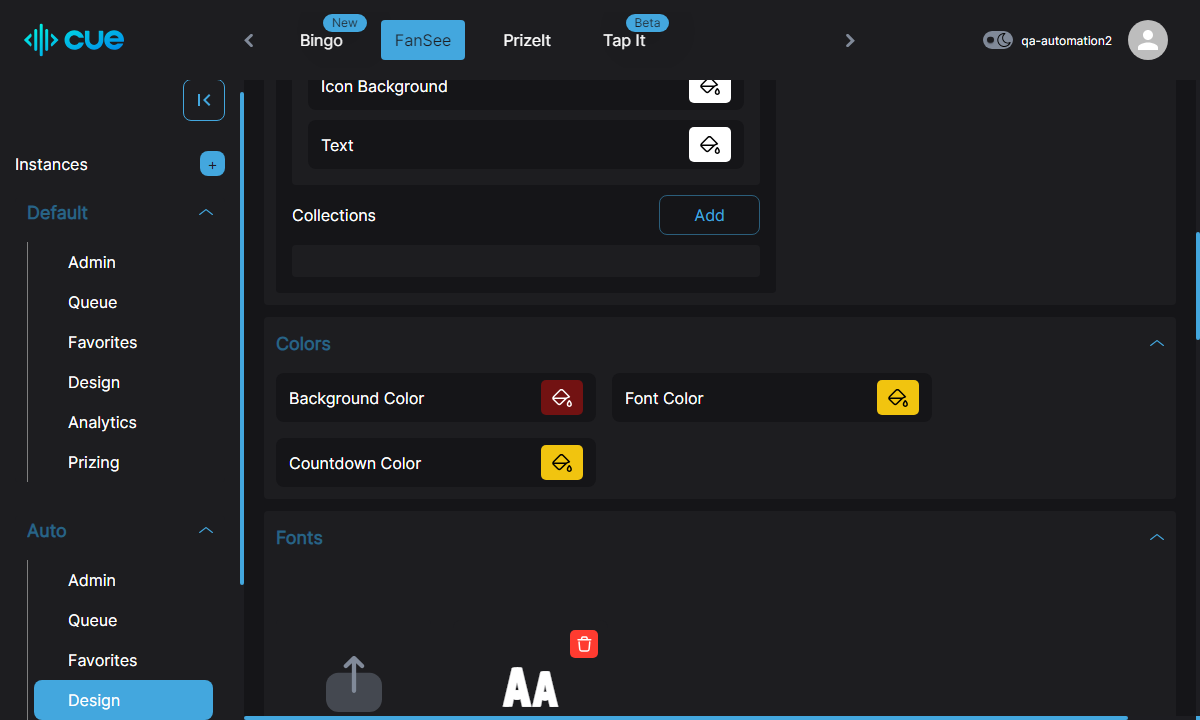 cue
Bingo
New
FanSee
PrizeIt
Tap It
Beta
qa-automation2
Instances
+
Default
Admin
Queue
Favorites
Design
Analytics
Prizing
Auto
Admin
Queue
Favorites
Design
Icon Background
Text
Collections
Add
Colors
Background Color
Font Color
Countdown Color
Fonts
AA